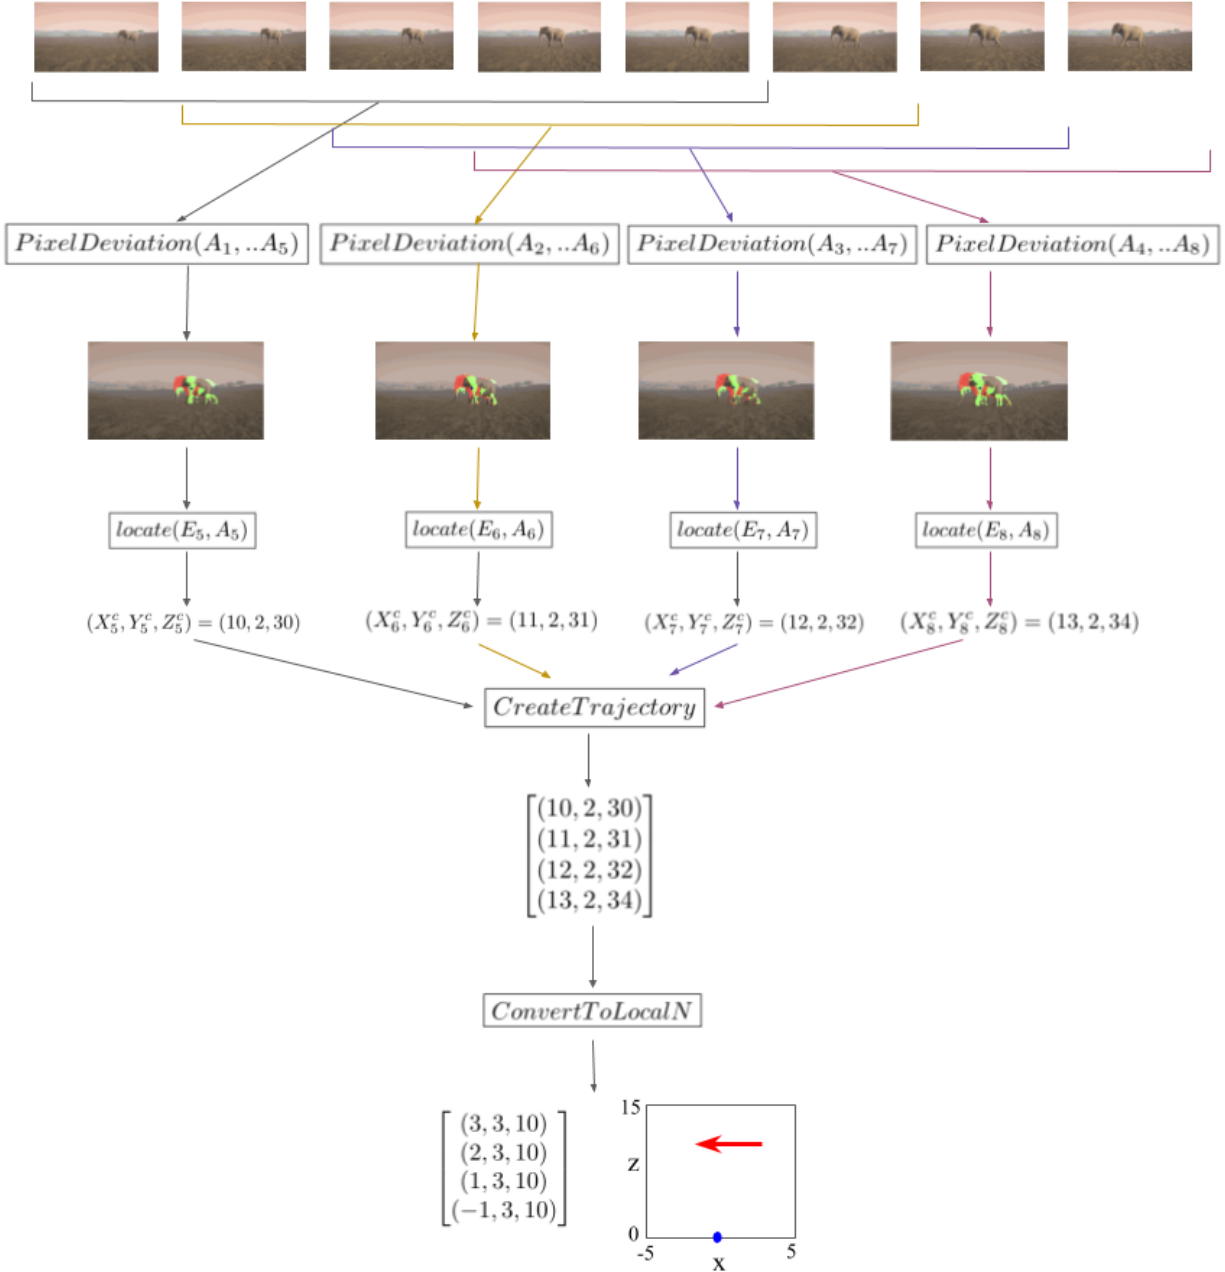 PixelDeviation(A₁, ..A₅)
PixelDeviation(A₂, ..A₆)
PixelDeviation(A₃, ..A₇)
PixelDeviation(A₄, ..A₈)
locate(E₅, A₅)
locate(E₆, A₆)
locate(E₇, A₇)
locate(E₈, A₈)
(X₅ᶜ, Y₅ᶜ, Z₅ᶜ) = (10, 2, 30)
(X₆ᶜ, Y₆ᶜ, Z₆ᶜ) = (11, 2, 31)
(X₇ᶜ, Y₇ᶜ, Z₇ᶜ) = (12, 2, 32)
(X₈ᶜ, Y₈ᶜ, Z₈ᶜ) = (13, 2, 34)
CreateTrajectory
(10, 2, 30)
(11, 2, 31)
(12, 2, 32)
(13, 2, 34)
ConvertToLocalN
(3, 3, 10)
(2, 3, 10)
(1, 3, 10)
(−1, 3, 10)
15
Z
0
-5
5
X